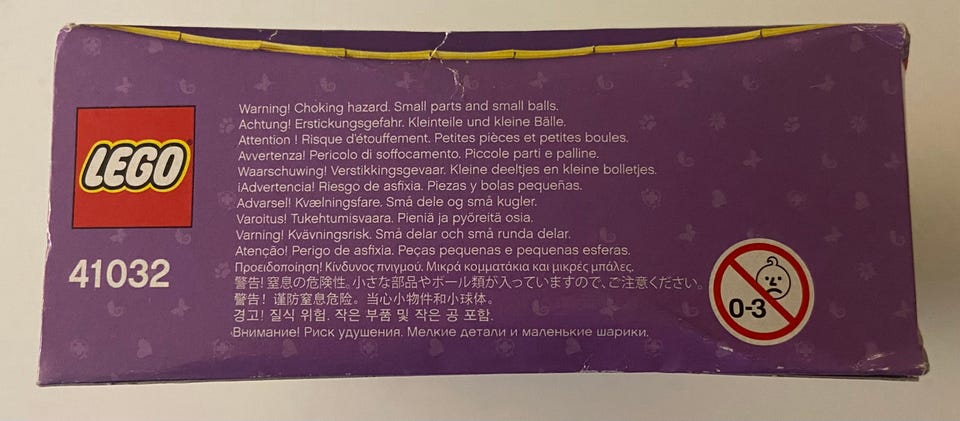 LEGO
41032
Warning! Choking hazard. Small parts and small balls.
Achtung! Erstickungsgefahr. Kleinteile und kleine Bälle.
Attention ! Risque d'étouffement. Petites pièces et petites boules.
Avvertenza! Pericolo di soffocamento. Piccole parti e palline.
Waarschuwing! Verstikkingsgevaar. Kleine deeltjes en kleine bolletjes.
¡Advertencia! Riesgo de asfixia. Piezas y bolas pequeñas.
Advarsel! Kvælningsfare. Små dele og små kugler.
Varoitus! Tukehtumisvaara. Pieniä ja pyöreitä osia.
Varning! Kvävningsrisk. Små delar och små runda delar.
Atenção! Perigo de asfixia. Peças pequenas e pequenas esferas.
Προειδοποίηση! Κίνδυνος πνιγμού. Μικρά κομματάκια και μικρές μπάλες.
警告! 窒息の危険性。小さな部品やボール類が入っていますので、ご注意ください。
警告！ 谨防窒息危险。当心小物件和小球体。
경고! 질식 위험. 작은 부품 및 작은 공 포함.
Внимание! Риск удушения. Мелкие детали и маленькие шарики.
0-3